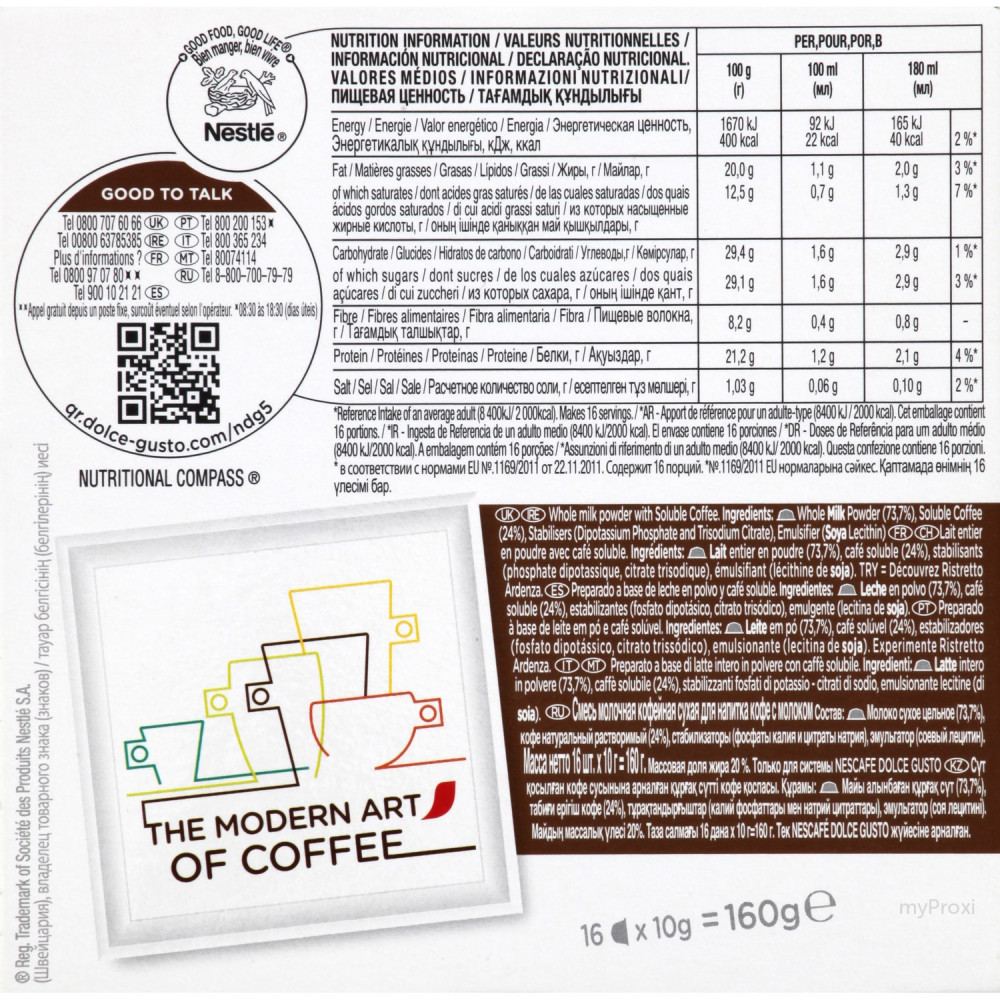 GOOD FOOD, GOOD LIFE®
Bien manger, bien vivre
Nestlé®
GOOD TO TALK
Tel 0800 707 60 66 UK PT Tel 800 200 153*
Tel 00800 63785385 IRE IT Tel 800 365 234
Plus d'informations ? FR MT Tel 80074114
Tel 0800 97 07 80 ** RU Tel 8-800-700-79-79
Tel 900 10 21 21 ES
**Appel gratuit depuis un poste fixe, surcoût éventuel selon l'opérateur. *08:30 às 18:30 (dias úteis)
qr.dolce-gusto.com/ndg5
NUTRITIONAL COMPASS ®
NUTRITION INFORMATION / VALEURS NUTRITIONNELLES /
INFORMACIÓN NUTRICIONAL / DECLARAÇÃO NUTRICIONAL.
VALORES MÉDIOS / INFORMAZIONI NUTRIZIONALI/
ПИЩЕВАЯ ЦЕННОСТЬ / ТАҒАМДЫҚ ҚҰНДЫЛЫҒЫ
PER,POUR,POR,В
100 g 100 ml 180 ml
(г) (мл) (мл)
Energy / Energie / Valor energético / Energia / Энергетическая ценность, 1670 kJ 92 kJ 165 kJ
Энергетикалық құндылығы, кДж, ккал 400 kcal 22 kcal 40 kcal 2%*
Fat / Matières grasses / Grasas / Lípidos / Grassi / Жиры, г / Майлар, г 20,0 g 1,1 g 2,0 g 3%*
of which saturates / dont acides gras saturés / de las cuales saturadas / dos quais 12,5 g 0,7 g 1,3 g 7%*
ácidos gordos saturados / di cui acidi grassi saturi / из которых насыщенные
жирные кислоты, г / оның ішінде қаныққан май қышқылдары, г
Carbohydrate / Glucides / Hidratos de carbono / Carboidrati / Углеводы,г / Көмірсулар, г 29,4 g 1,6 g 2,9 g 1%*
of which sugars / dont sucres / de los cuales azúcares / dos quais 29,1 g 1,6 g 2,9 g 3%*
açúcares / di cui zuccheri / из которых сахара, г / оның ішінде қант, г
Fibre / Fibres alimentaires / Fibra alimentaria / Fibra / Пищевые волокна, 8,2 g 0,4 g 0,8 g -
г / Тағамдық талшықтар, г
Protein / Protéines / Proteínas / Proteine / Белки, г / Ақуыздар, г 21,2 g 1,2 g 2,1 g 4%*
Salt / Sel / Sal / Sale / Расчетное количество соли, г / есептелген тұз мөлшері, г 1,03 g 0,06 g 0,10 g 2%*
*Reference Intake of an average adult (8 400kJ/ 2 000kcal). Makes 16 servings. / *AR - Apport de référence pour un adulte-type (8400 kJ / 2000 kcal). Cet emballage contient
16 portions. / *IR - Ingesta de Referencia de un adulto medio (8400 kJ/2000 kcal). El envase contiene 16 porciones / *DR - Doses de Referência para um adulto médio
(8400 kJ/2000 kcal). A embalagem contém 16 porções / *Assunzioni di riferimento di un adulto medio (8400 kJ/ 2000 kcal). Questa confezione contiene 16 porzioni.
* в соответствии с нормами EU №.1169/2011 от 22.11.2011. Содержит 16 порций. *№.1169/2011 EU нормаларына сәйкес. Қаптамада өнімнің 16
үлесімі бар.
UK IRE Whole milk powder with Soluble Coffee. Ingredients: Whole Milk Powder (73,7%), Soluble Coffee
(24%), Stabilisers (Dipotassium Phosphate and Trisodium Citrate), Emulsifier (Soya Lecithin) FR CH Lait entier
en poudre avec café soluble. Ingrédients: Lait entier en poudre (73,7%), café soluble (24%), stabilisants
(phosphate dipotassique, citrate trisodique), émulsifiant (lécithine de soja). TRY = Découvrez Ristretto
Ardenza. ES Preparado a base de leche en polvo y café soluble. Ingredientes: Leche en polvo (73,7%), café
soluble (24%), estabilizantes (fosfato dipotásico, citrato trisódico), emulgente (lecitina de soja). PT Preparado
à base de leite em pó e café solúvel. Ingredientes: Leite em pó (73,7%), café solúvel (24%), estabilizadores
(fosfato dipotássico, citrato trissódico), emulsionante (lecitina de soja). Experimente Ristretto
Ardenza. IT MT Preparato a base di latte intero in polvere con caffè solubile. Ingredienti: Latte intero
in polvere (73,7%), caffè solubile (24%), stabilizzanti fosfati di potassio - citrati di sodio, emulsionante lecitine (di
soia). RU Смесь молочная кофейная сухая для напитка кофе с молоком Состав: Молоко сухое цельное (73,7%),
кофе натуральный растворимый (24%), стабилизаторы (фосфаты калия и цитраты натрия), эмульгатор (соевый лецитин).
Масса нетто 16 шт. x 10 г = 160 г. Массовая доля жира 20 %. Только для системы NESCAFE DOLCE GUSTO KZ Сүт
қосылған кофе сусынына арналған құрғақ сүтті кофе қоспасы. Құрамы: Майы алынбаған құрғақ сүт (73,7%),
табиғи ерігіш кофе (24%), тұрақтандырғыштар (калий фосфаттары мен натрий цитраттары), эмульгатор (соя лецитині).
Майдың массалық үлесі 20%. Таза салмағы 16 дана x 10 г=160 г. Тек NESCAFÉ DOLCE GUSTO жүйесіне арналған.
THE MODERN ART
OF COFFEE
16 x 10g = 160g e
myProxi
® Reg. Trademark of Société des Produits Nestlé S.A.
(Швейцария), владелец товарного знака (знаков) / тауар белгісінің (белгілерінің) иесі